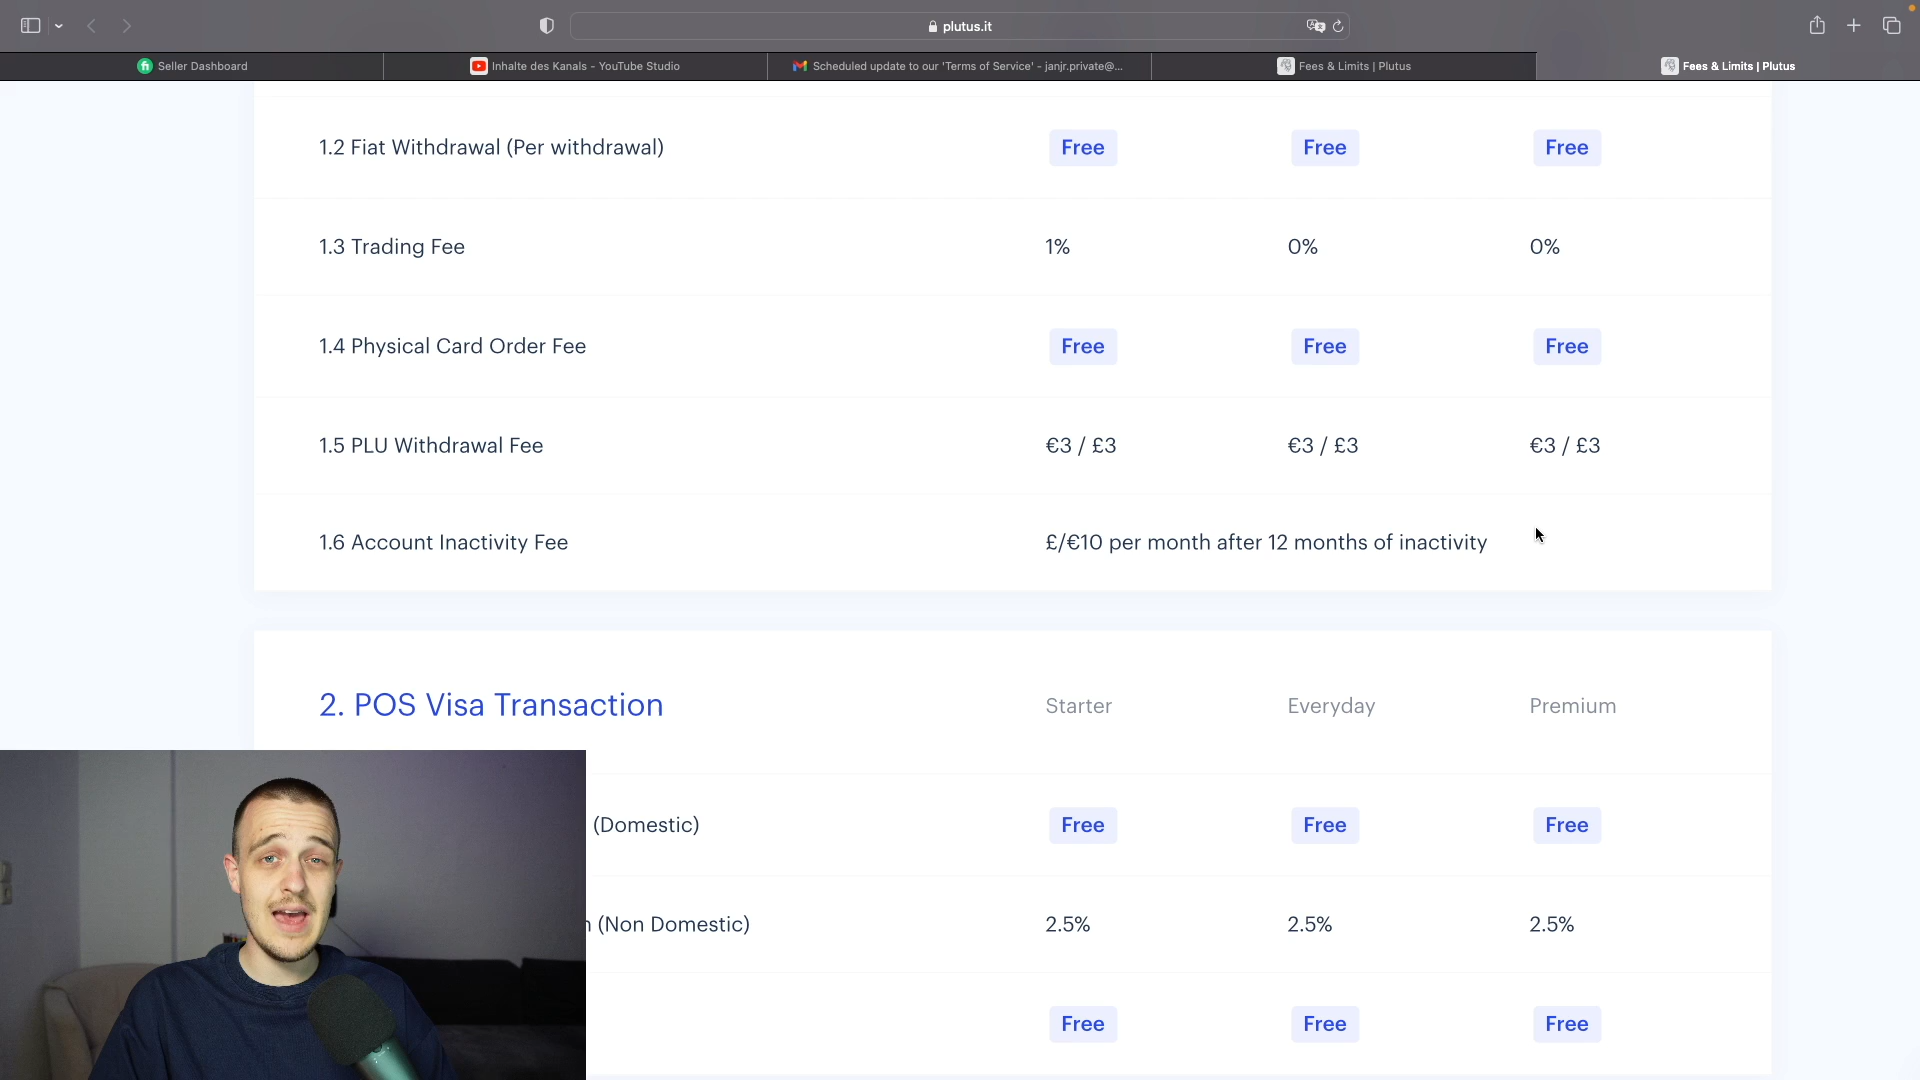 plutus.it
Seller Dashboard
Inhalte des Kanals - YouTube Studio
Scheduled update to our 'Terms of Service' - janjr.private@...
Fees & Limits | Plutus
Fees & Limits | Plutus
1.2 Fiat Withdrawal (Per withdrawal) Free Free Free
1.3 Trading Fee 1% 0% 0%
1.4 Physical Card Order Fee Free Free Free
1.5 PLU Withdrawal Fee €3 / £3 €3 / £3 €3 / £3
1.6 Account Inactivity Fee £/€10 per month after 12 months of inactivity
2. POS Visa Transaction Starter Everyday Premium
(Domestic) Free Free Free
(Non Domestic) 2.5% 2.5% 2.5%
Free Free Free